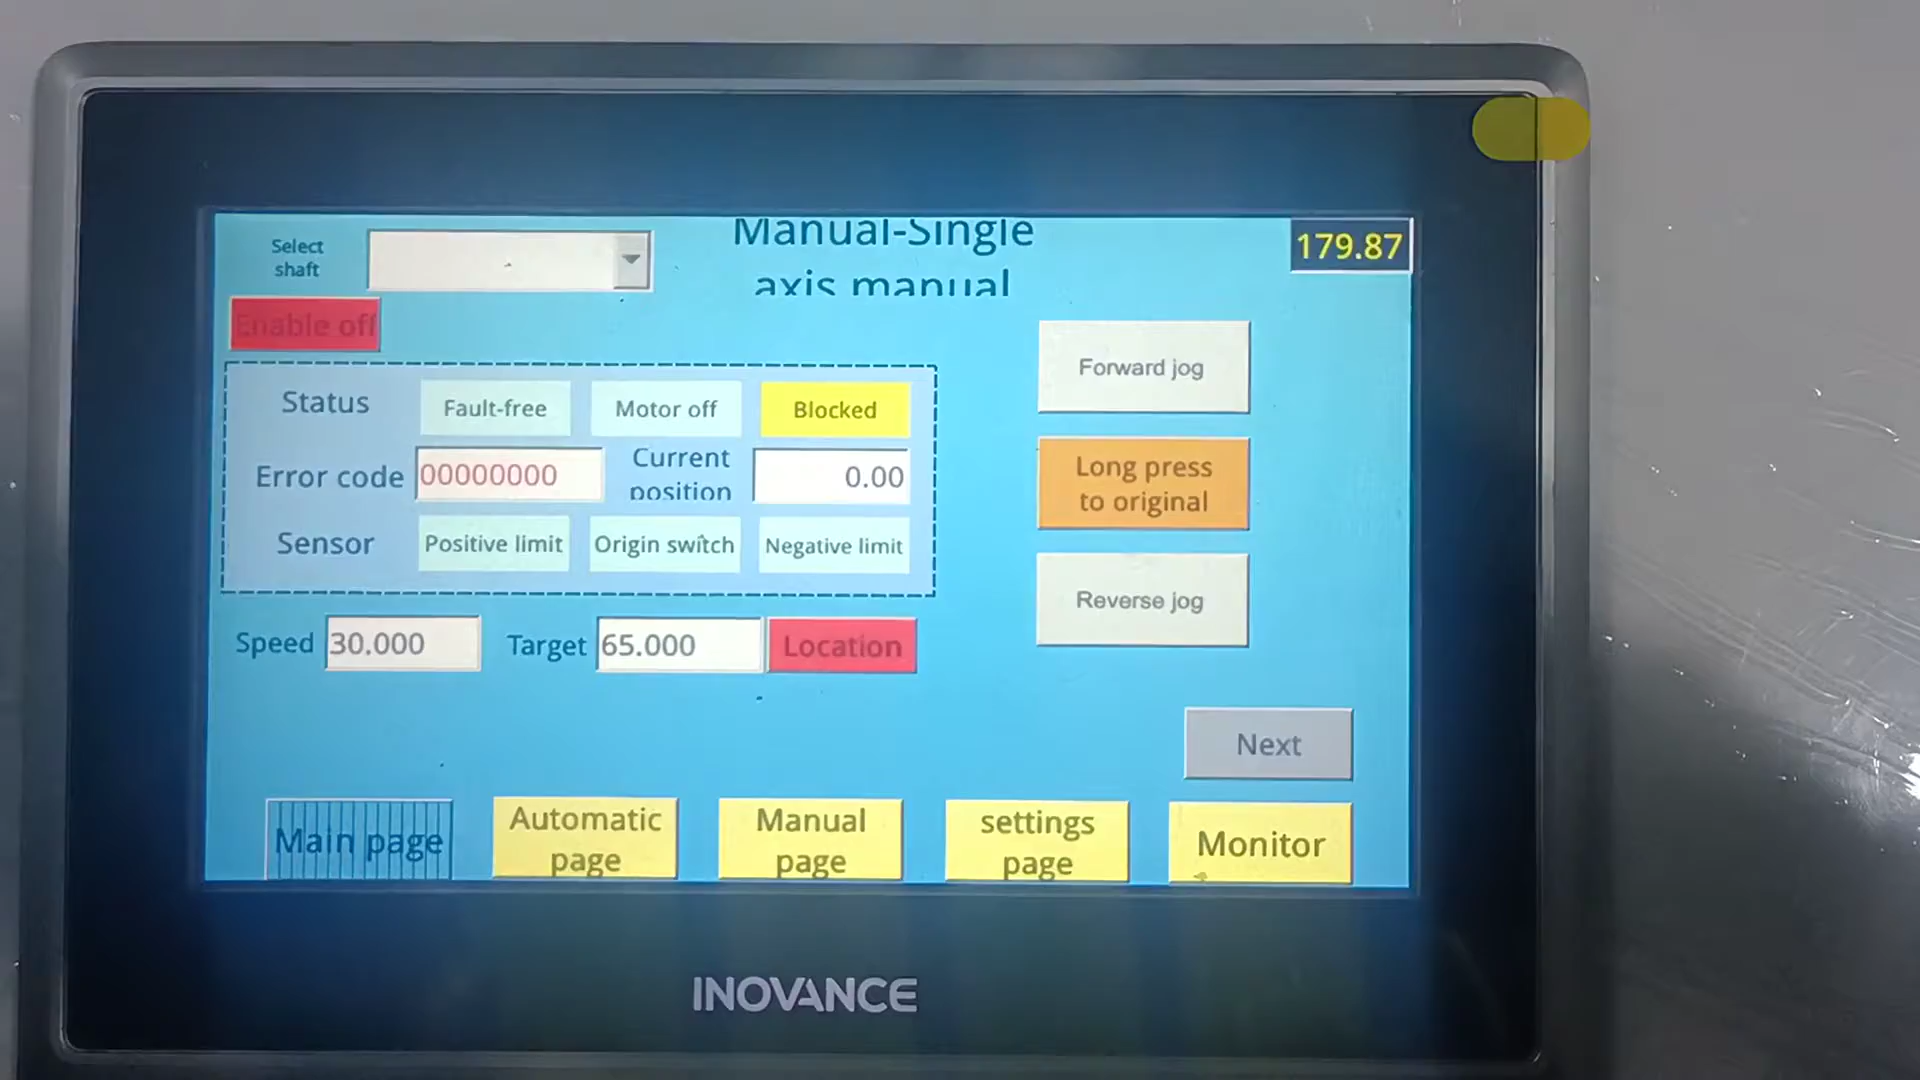 Manual-Single
axis manual
Select
shaft
179.87
Enable off
Forward jog
Status
Fault-free
Motor off
Blocked
Long press
to original
Error code
00000000
Current
position
0.00
Sensor
Positive limit
Origin switch
Negative limit
Reverse jog
Speed
30.000
Target
65.000
Location
Next
Main page
Automatic
page
Manual
page
settings
page
Monitor
INOVANCE